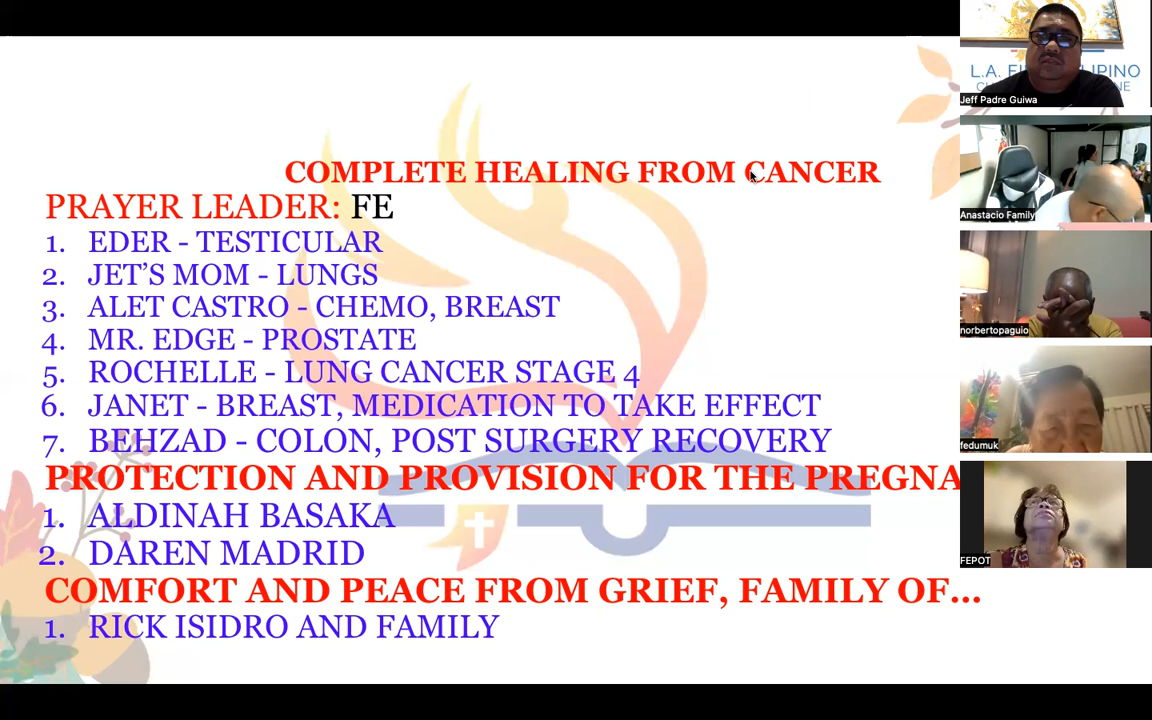 COMPLETE HEALING FROM CANCER
PRAYER LEADER: FE
1. EDER - TESTICULAR
2. JET'S MOM - LUNGS
3. ALET CASTRO - CHEMO, BREAST
4. MR. EDGE - PROSTATE
5. ROCHELLE - LUNG CANCER STAGE 4
6. JANET - BREAST, MEDICATION TO TAKE EFFECT
7. BEHZAD - COLON, POST SURGERY RECOVERY
PROTECTION AND PROVISION FOR THE PREGNA
1. ALDINAH BASAKA
2. DAREN MADRID
COMFORT AND PEACE FROM GRIEF, FAMILY OF...
1. RICK ISIDRO AND FAMILY
L.A. FI LIPINO
Jeff Padre Guiwa
Anastacio Family
norbertopaguio
fedumuk
FEPOT